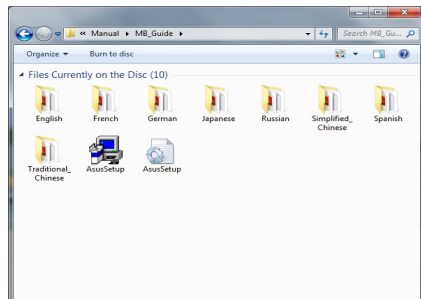 « Manual ▸ MB_Guide ▸
Search MB_Gu...
Organize ▾ Burn to disc
Files Currently on the Disc (10)
English French German Japanese Russian Simplified_ Chinese Spanish
Traditional_ Chinese AsusSetup AsusSetup